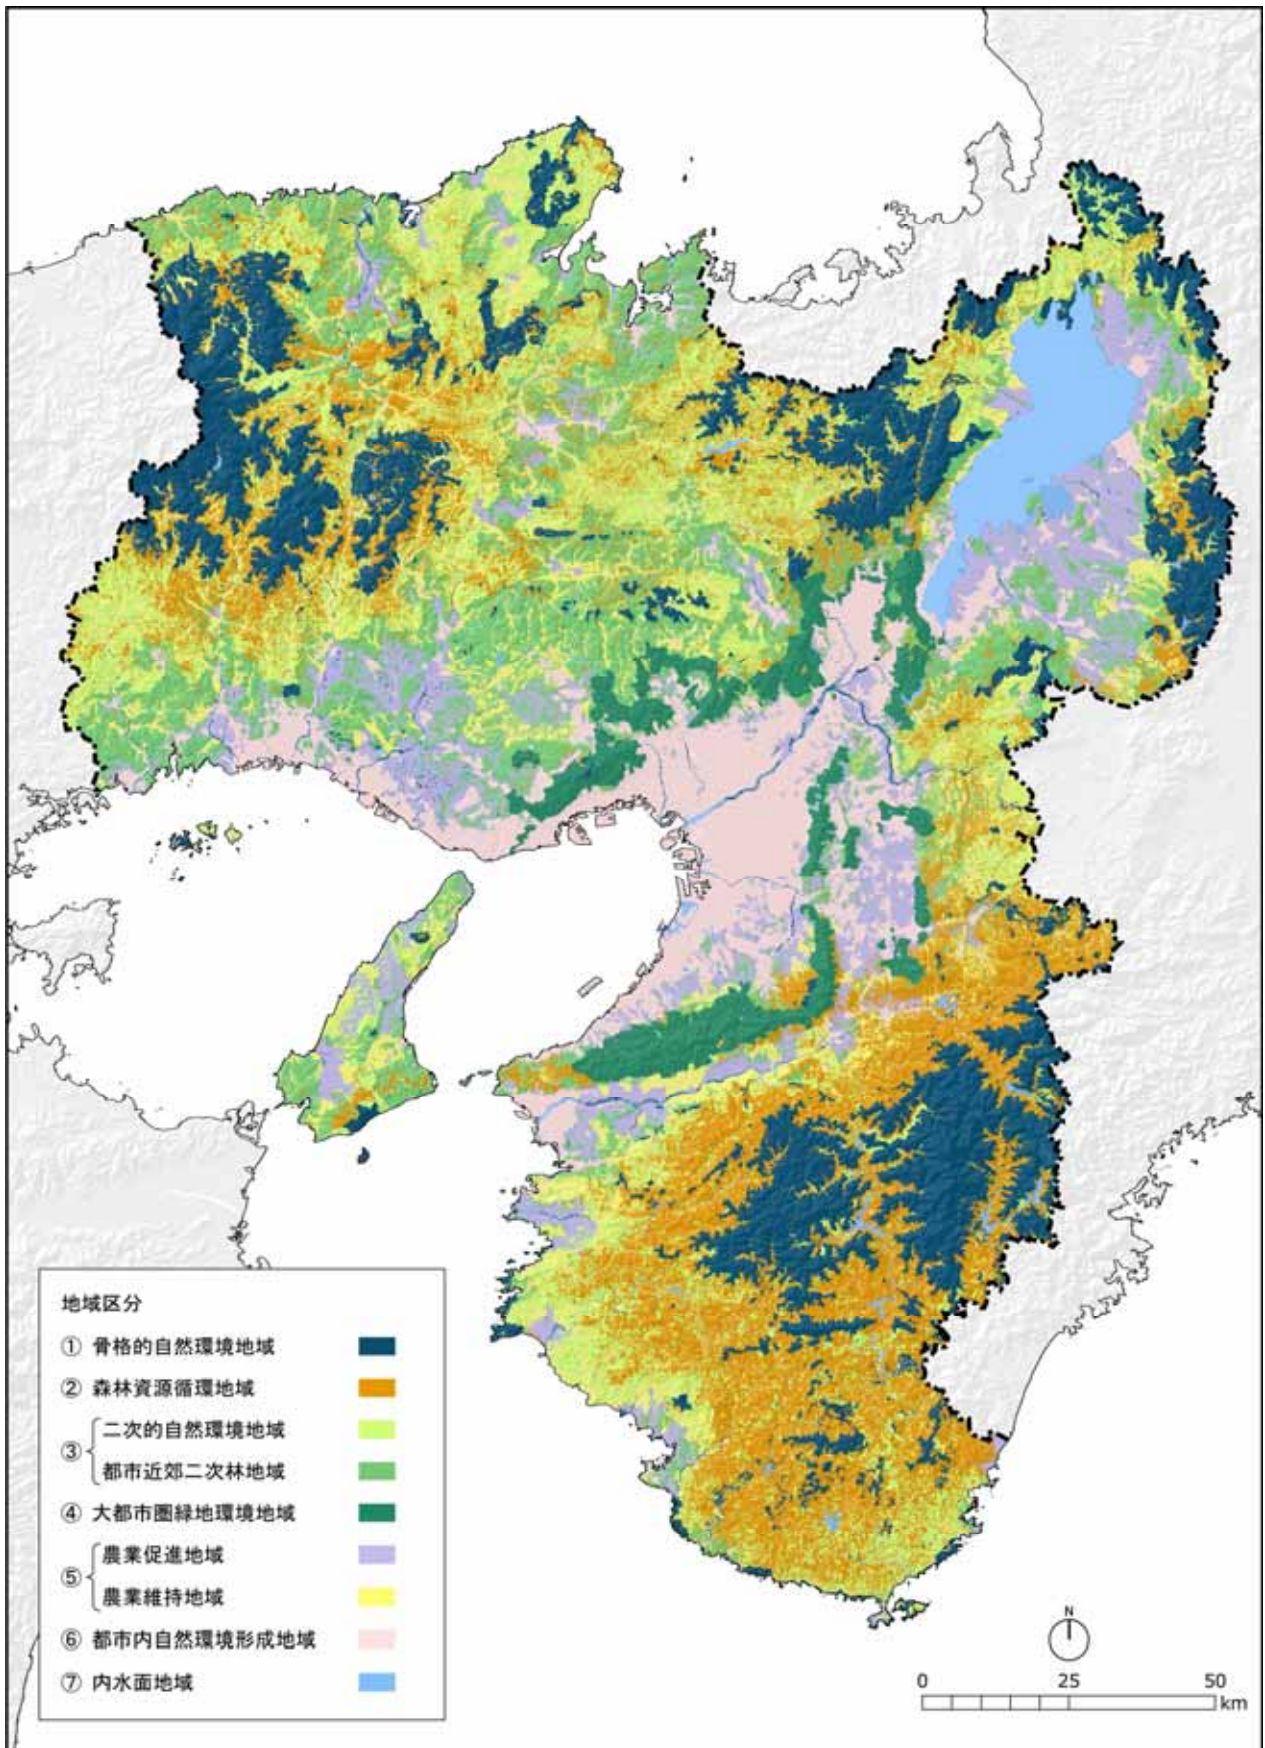 地域区分
① 骨格的自然環境地域
② 森林資源循環地域
③ 二次的自然環境地域
都市近郊二次林地域
④ 大都市圏緑地環境地域
⑤ 農業促進地域
農業維持地域
⑥ 都市内自然環境形成地域
⑦ 内水面地域
N
0 25 50
km